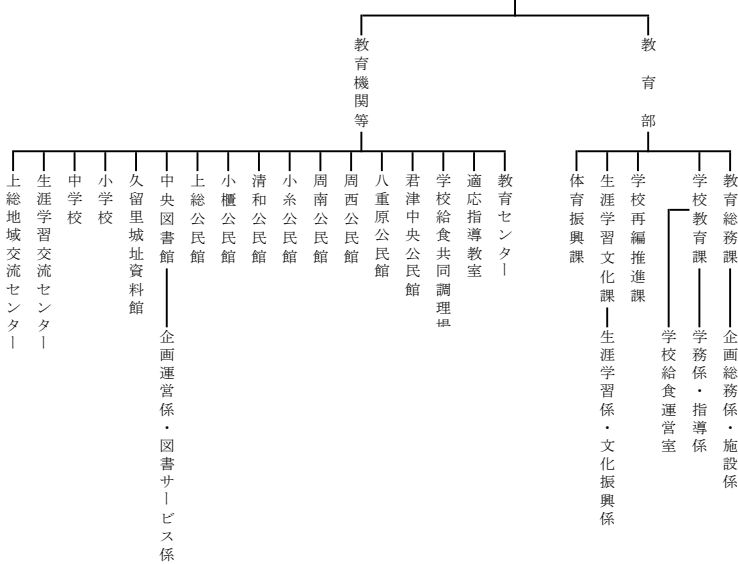 教育部
教育総務課
企画総務係・施設係
学校教育課
学務係・指導係
学校給食運営室
学校再編推進課
生涯学習文化課
生涯学習係・文化振興係
体育振興課
教育機関等
教育センター
適応指導教室
学校給食共同調理場
君津中央公民館
八重原公民館
周西公民館
周南公民館
小糸公民館
清和公民館
小櫃公民館
上総公民館
中央図書館
企画運営係・図書サービス係
久留里城址資料館
小学校
中学校
生涯学習交流センター
上総地域交流センター